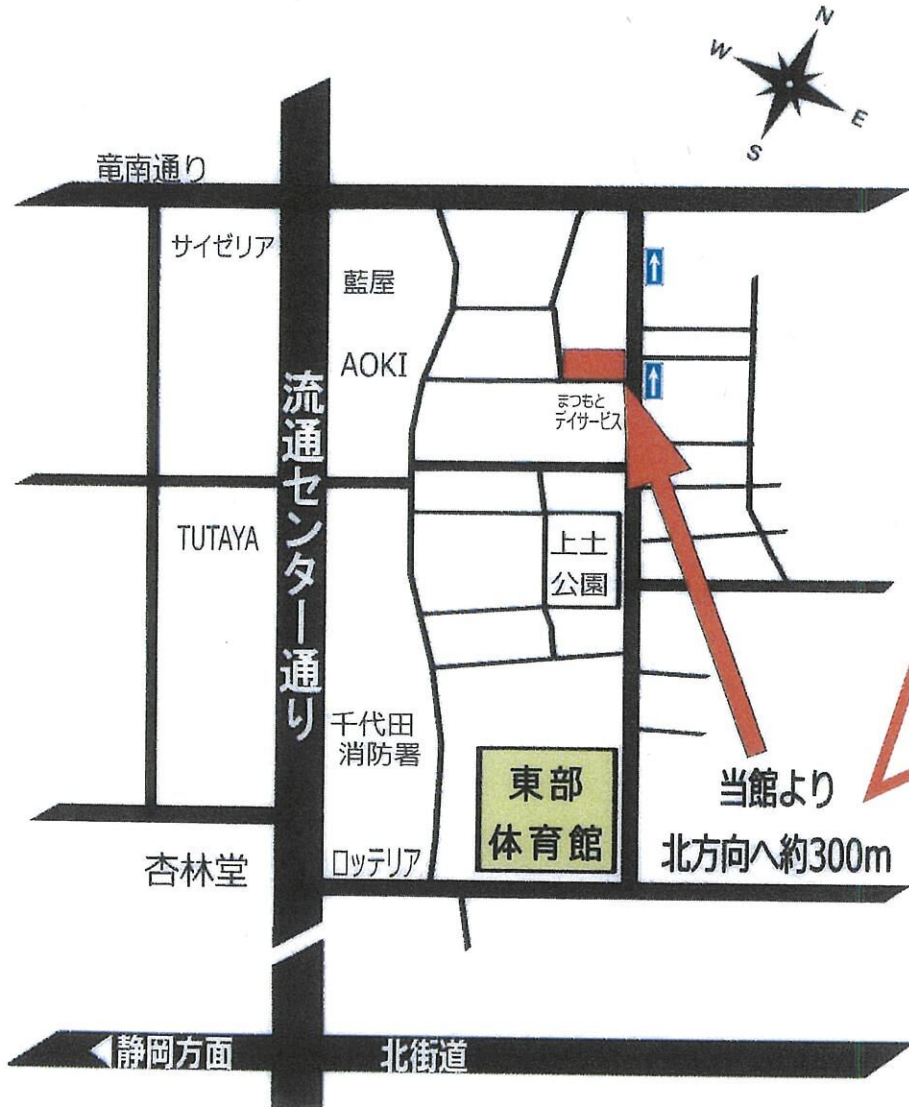 N
W
E
S
竜南通り
サイゼリア
藍屋
AOKI
まつもと
デイサービス
流通センター通り
TUTAYA
上土
公園
千代田
消防署
東部
体育館
当館より
北方向へ約300m
杏林堂
ロッテリア
静岡方面
北街道